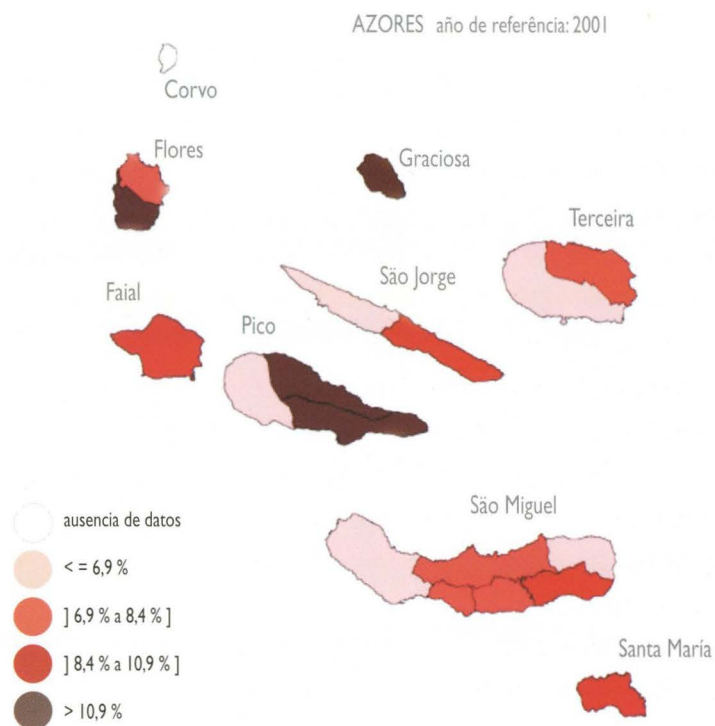 AZORES año de referência: 2001
Corvo
Flores
Graciosa
Terceira
São Jorge
Faial
Pico
São Miguel
ausencia de datos
< = 6,9 %
] 6,9 % a 8,4 % ]
] 8,4 % a 10,9 % ]
Santa María
> 10,9 %